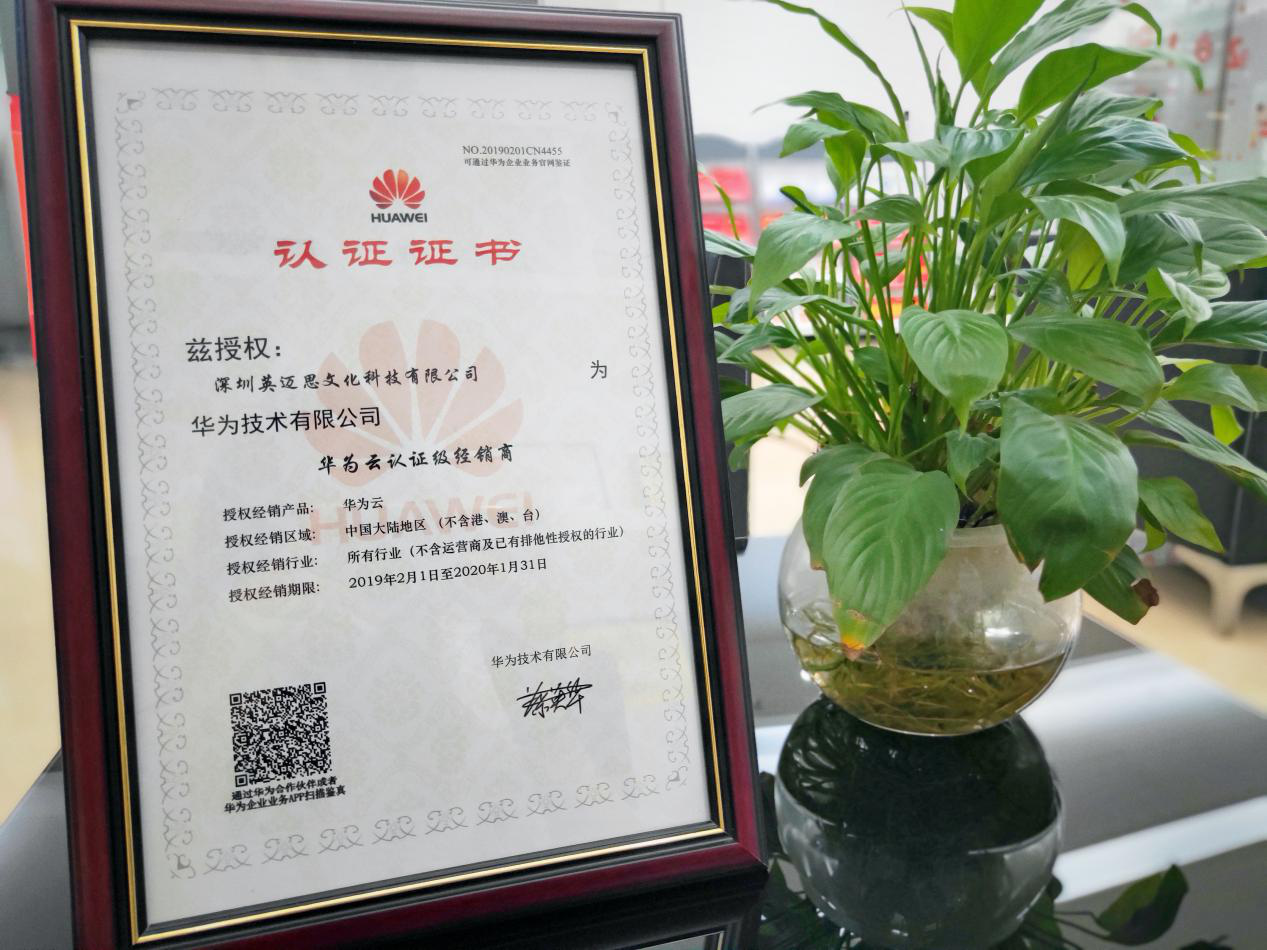 NO.20190201CN4455
可通过华为企业业务官网鉴证
HUAWEI
认证证书
兹授权：
深圳英迈思文化科技有限公司 为
华为技术有限公司
华为云认证级经销商
HUAWEI
授权经销产品： 华为云
授权经销区域： 中国大陆地区 （不含港、澳、台）
授权经销行业： 所有行业（不含运营商及已有排他性授权的行业）
授权经销期限： 2019年2月1日至2020年1月31日
华为技术有限公司
通过华为合作伙伴或者
华为企业业务APP扫描鉴真